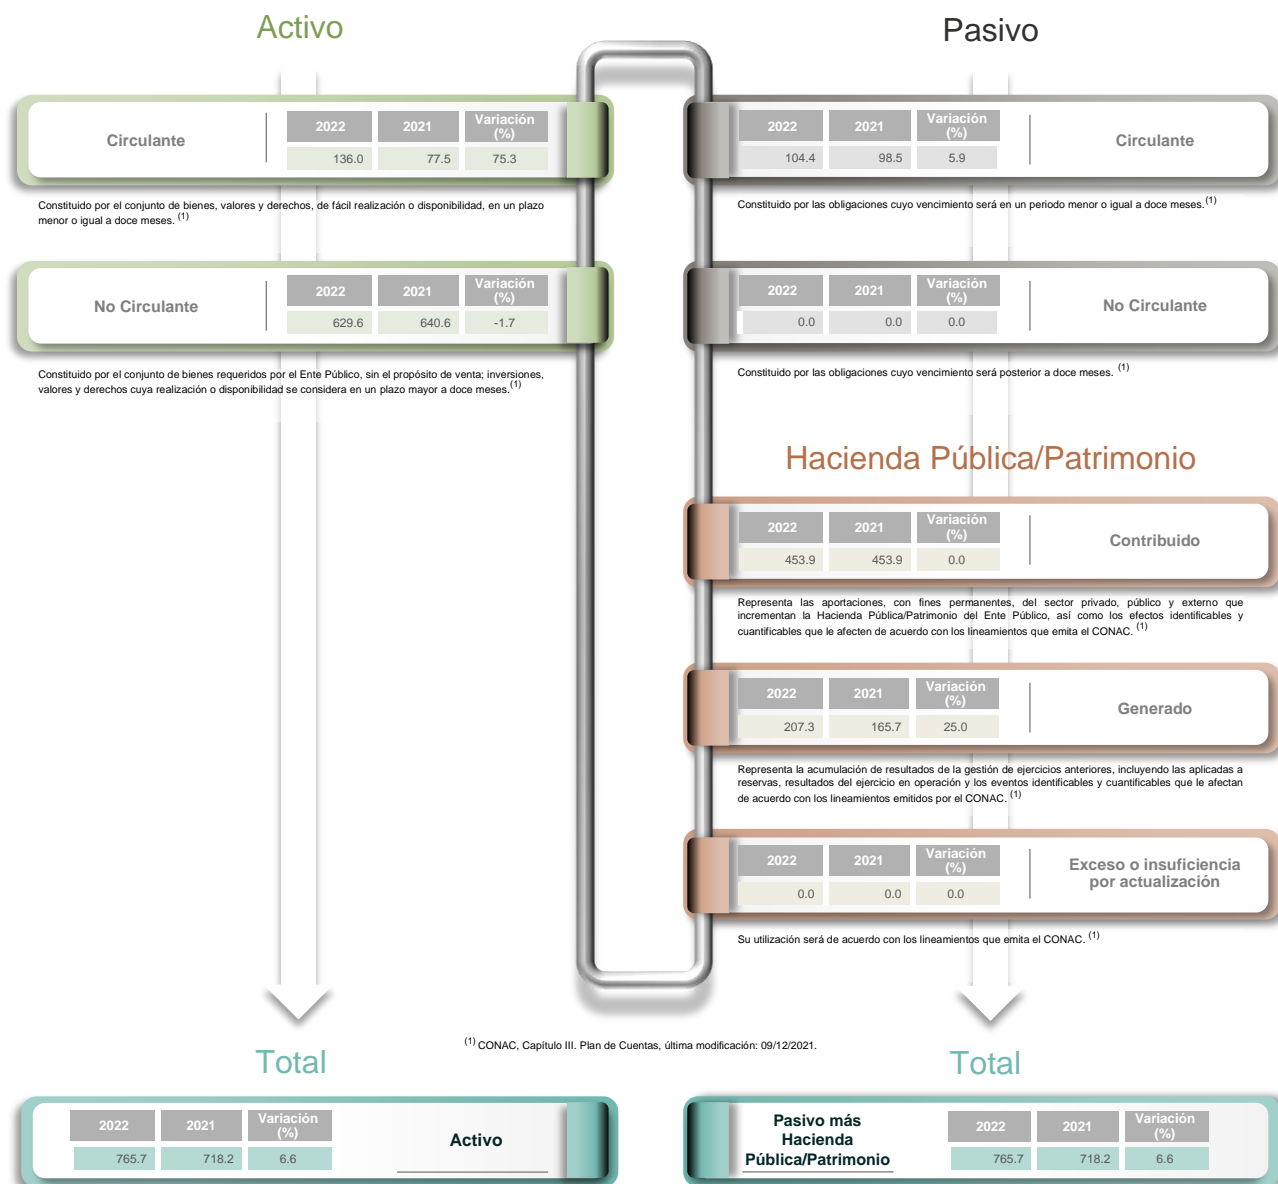 Activo
Circulante
2022 2021 Variación
(%)
136.0 77.5 75.3
Constituido por el conjunto de bienes, valores y derechos, de fácil realización o disponibilidad, en un plazo
menor o igual a doce meses. (1)
No Circulante
2022 2021 Variación
(%)
629.6 640.6 -1.7
Constituido por el conjunto de bienes requeridos por el Ente Público, sin el propósito de venta; inversiones,
valores y derechos cuya realización o disponibilidad se considera en un plazo mayor a doce meses.(1)
Pasivo
2022 2021 Variación
(%)
104.4 98.5 5.9
Circulante
Constituido por las obligaciones cuyo vencimiento será en un periodo menor o igual a doce meses.(1)
2022 2021 Variación
(%)
0.0 0.0 0.0
No Circulante
Constituido por las obligaciones cuyo vencimiento será posterior a doce meses. (1)
Hacienda Pública/Patrimonio
2022 2021 Variación
(%)
453.9 453.9 0.0
Contribuido
Representa las aportaciones, con fines permanentes, del sector privado, público y externo que
incrementan la Hacienda Pública/Patrimonio del Ente Público, así como los efectos identificables y
cuantificables que le afecten de acuerdo con los lineamientos que emita el CONAC. (1)
2022 2021 Variación
(%)
207.3 165.7 25.0
Generado
Representa la acumulación de resultados de la gestión de ejercicios anteriores, incluyendo las aplicadas a
reservas, resultados del ejercicio en operación y los eventos identificables y cuantificables que le afectan
de acuerdo con los lineamientos emitidos por el CONAC. (1)
2022 2021 Variación
(%)
0.0 0.0 0.0
Exceso o insuficiencia
por actualización
Su utilización será de acuerdo con los lineamientos que emita el CONAC. (1)
(1) CONAC, Capítulo III. Plan de Cuentas, última modificación: 09/12/2021.
Total
2022 2021 Variación
(%)
765.7 718.2 6.6
Activo
Total
Pasivo más
Hacienda
Pública/Patrimonio
2022 2021 Variación
(%)
765.7 718.2 6.6